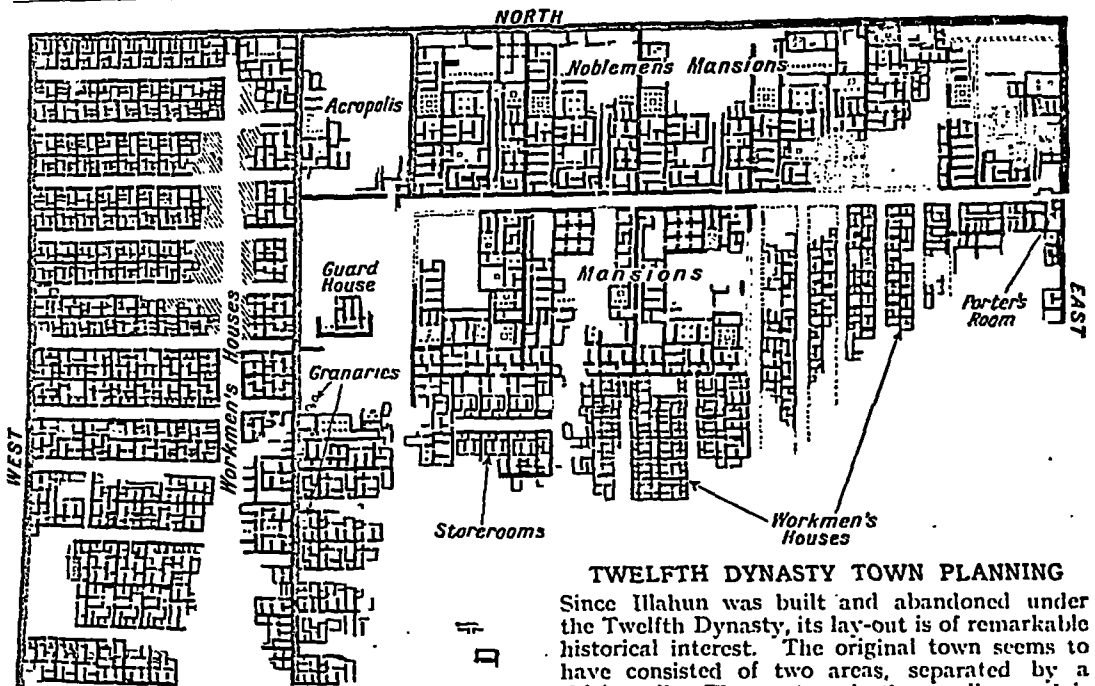 NORTH
Noblemens Mansions
Acropolis
Guard
House
Mansions
Porter's
Room
EAST
Granaries
WEST
Workmen's Houses
Storerooms
Workmen's
Houses
TWELFTH DYNASTY TOWN PLANNING
Since Illahun was built and abandoned under
the Twelfth Dynasty, its lay-out is of remarkable
historical interest. The original town seems to
have consisted of two areas, separated by a